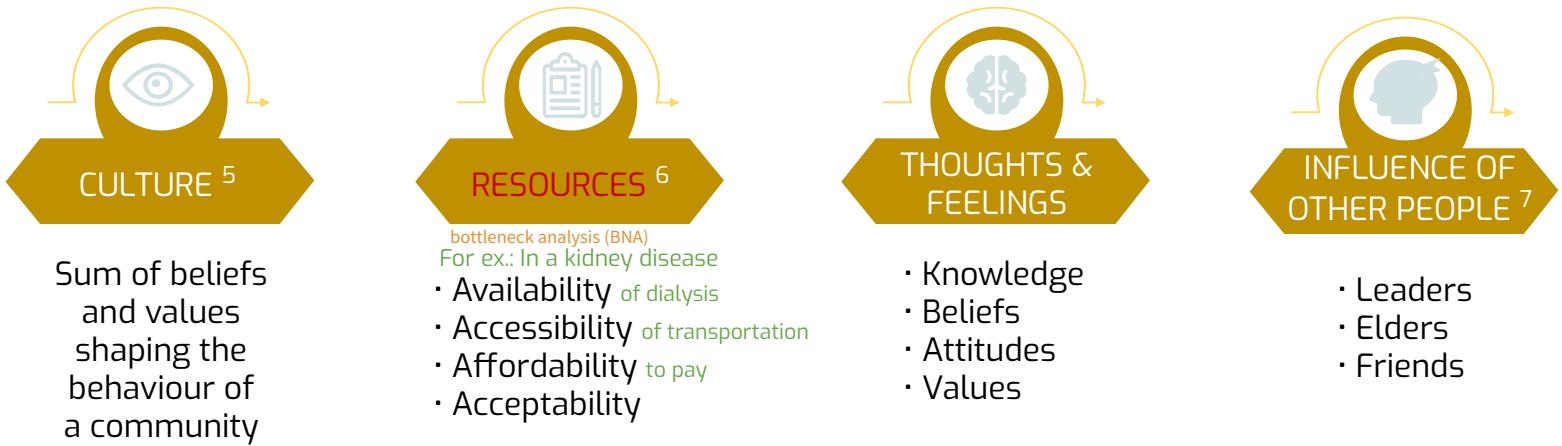 CULTURE 5
Sum of beliefs
and values
shaping the
behaviour of
a community
RESOURCES 6
bottleneck analysis (BNA)
For ex.: In a kidney disease
· Availability of dialysis
· Accessibility of transportation
· Affordability to pay
· Acceptability
THOUGHTS &
FEELINGS
· Knowledge
· Beliefs
· Attitudes
· Values
INFLUENCE OF
OTHER PEOPLE 7
· Leaders
· Elders
· Friends